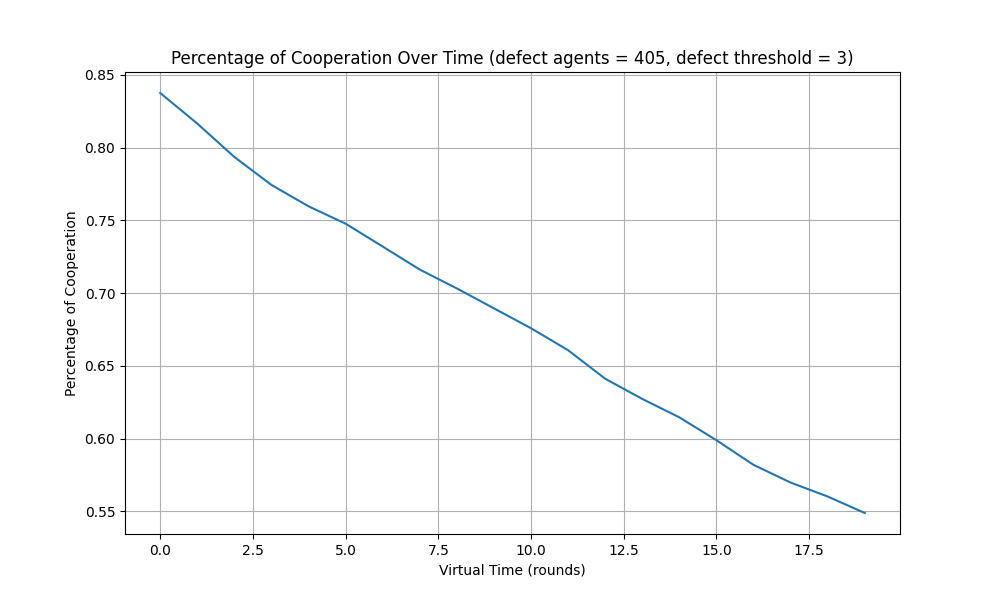 Percentage of Cooperation Over Time (defect agents = 405, defect threshold = 3)
Percentage of Cooperation
0.85
0.80
0.75
0.70
0.65
0.60
0.55
0.0 2.5 5.0 7.5 10.0 12.5 15.0 17.5
Virtual Time (rounds)